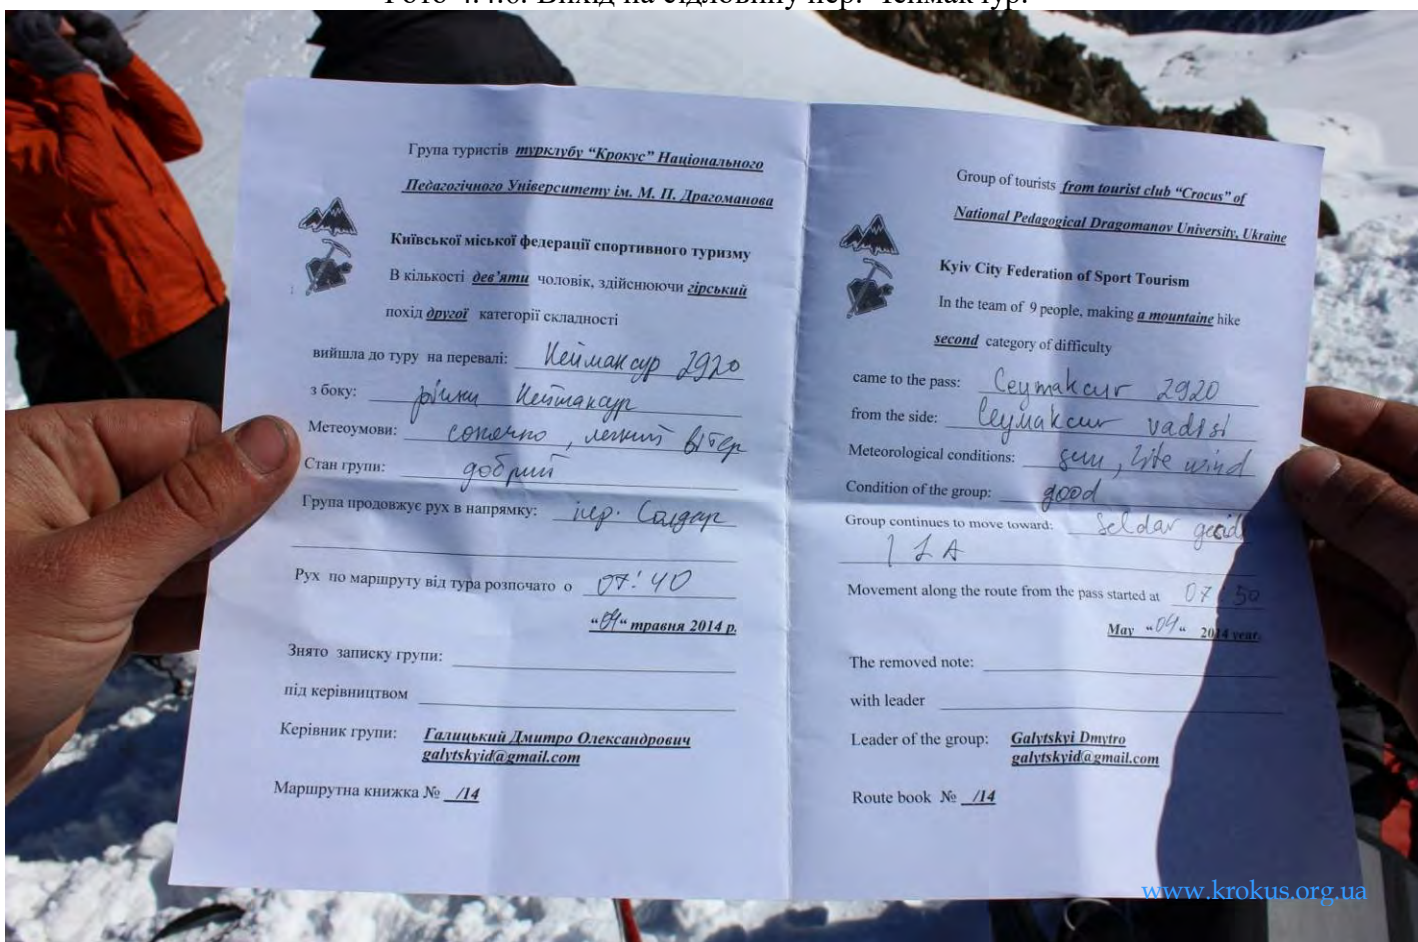 Фото 4.4.6. Вихід на сідловину пер. Чеймакчур.
Група туристів турклубу “Крокус” Національного
Педагогічного Університету ім. М. П. Драгоманова
Київської міської федерації спортивного туризму
В кількості дев’яти чоловік, здійснюючи гірський
похід другої категорії складності
вийшла до туру на перевалі: Кеймаксур 2920
з боку: річки Кеймаксур
Метеоумови: сонячно, легкий вітер
Стан групи: добрий
Група продовжує рух в напрямку: пер. Салдар
Рух по маршруту від тура розпочато о 07:40
“04“ травня 2014 р.
Знято записку групи:
під керівництвом
Керівник групи: Галицький Дмитро Олександрович
galytskyid@gmail.com
Маршрутна книжка № /14
Group of tourists from tourist club “Crocus” of
National Pedagogical Dragomanov University, Ukraine
Kyiv City Federation of Sport Tourism
In the team of 9 people, making a mountaine hike
second category of difficulty
came to the pass: Ceymakcur 2920
from the side: Ceymakcur vadisi
Meteorological conditions: sun, lite wind
Condition of the group: good
Group continues to move toward: Seldar
1 A
Movement along the route from the pass started at 07:50
May “04“ 2014 year.
The removed note:
with leader
Leader of the group: Galytskyi Dmytro
galytskyid@gmail.com
Route book № /14
www.krokus.org.ua